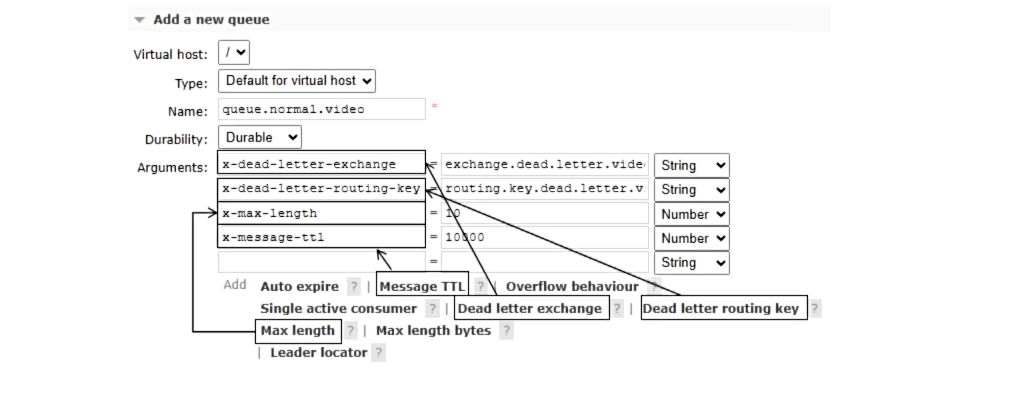 Add a new queue
Virtual host: /
Type: Default for virtual host
Name: queue.normal.video *
Durability: Durable
Arguments: x-dead-letter-exchange = exchange.dead.letter.vide String
x-dead-letter-routing-key = routing.key.dead.letter.v String
x-max-length = 10 Number
x-message-ttl = 10000 Number
= String
Add Auto expire ? | Message TTL ? | Overflow behaviour ?
Single active consumer ? | Dead letter exchange ? | Dead letter routing key ?
Max length ? | Max length bytes ?
| Leader locator ?